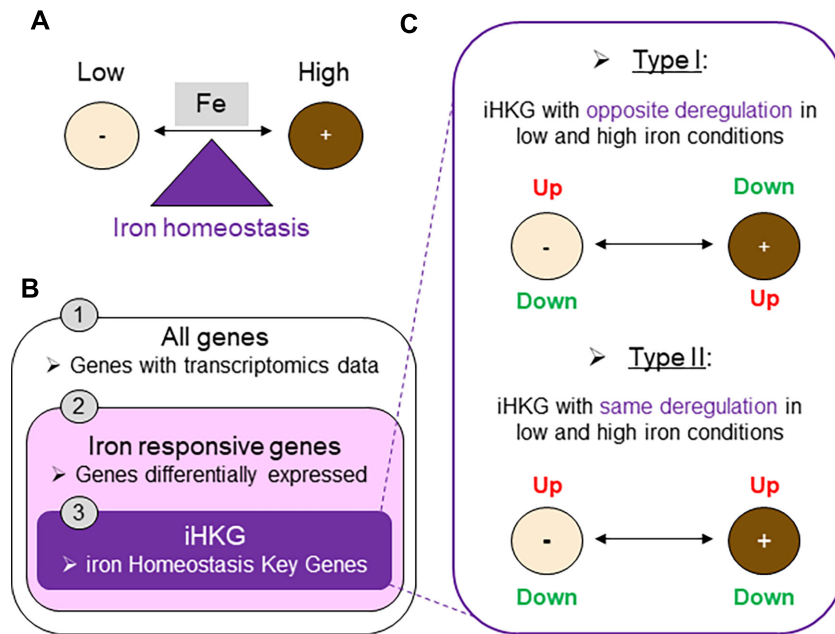 A
Low
High
Fe
-
+
Iron homeostasis
B
1
All genes
➢ Genes with transcriptomics data
2
Iron responsive genes
➢ Genes differentially expressed
3
iHKG
➢ iron Homeostasis Key Genes
C
➢ Type I:
iHKG with opposite deregulation in
low and high iron conditions
Up
Down
-
+
Down
Up
➢ Type II:
iHKG with same deregulation in
low and high iron conditions
Up
Up
-
+
Down
Down